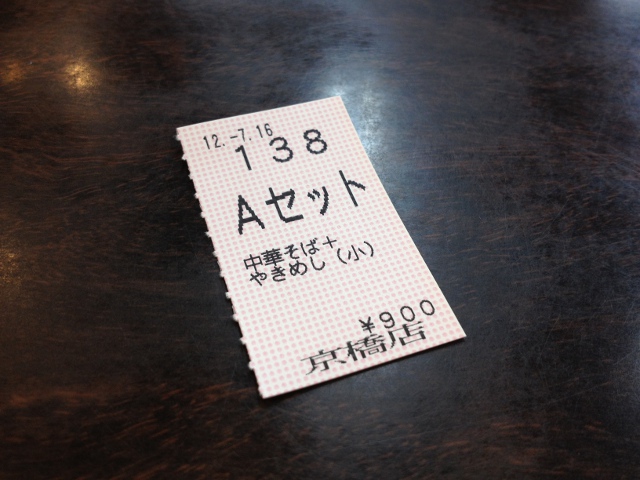 12.-7.16
138
Aセット
中華そば+
やきめし(小)
¥900
京橋店